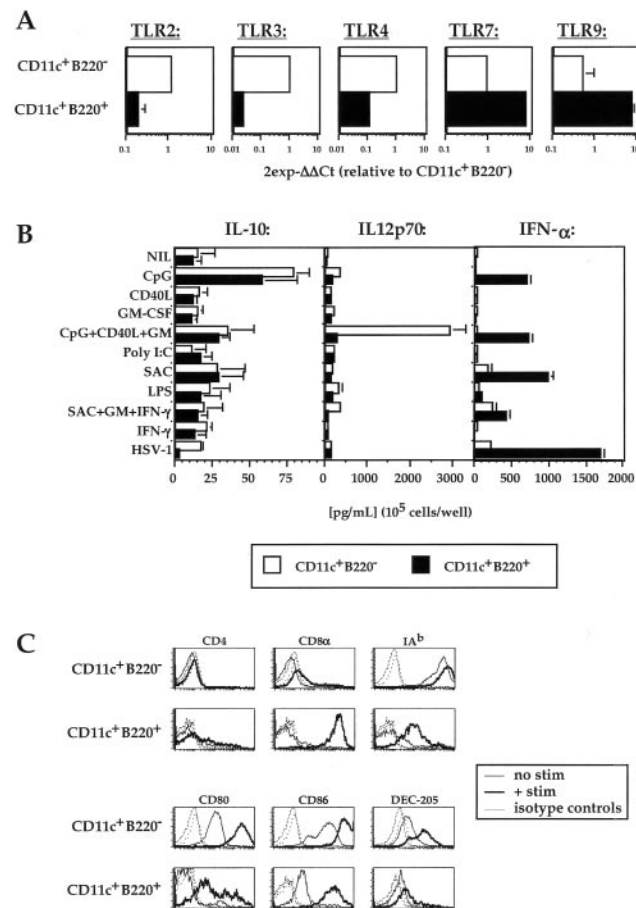 A
TLR2: TLR3: TLR4 TLR7: TLR9:
CD11c+B220-
CD11c+B220+
0.1 1 10 0.01 0.1 1 10 0.01 0.1 1 10 0.1 1 10 0.1 1 10
2exp-ΔΔCt (relative to CD11c+B220-)
B
IL-10: IL12p70: IFN-α:
NIL
CpG
CD40L
GM-CSF
CpG+CD40L+GM
Poly I:C
SAC
LPS
SAC+GM+IFN-γ
IFN-γ
HSV-1
0 25 50 75 0 1000 2000 3000 0 500 1000 1500 2000
[pg/mL] (10⁵ cells/well)
CD11c+B220- CD11c+B220+
C
CD4 CD8α IAᵇ
CD11c+B220-
CD11c+B220+
no stim
+ stim
isotype controls
CD80 CD86 DEC-205
CD11c+B220-
CD11c+B220+